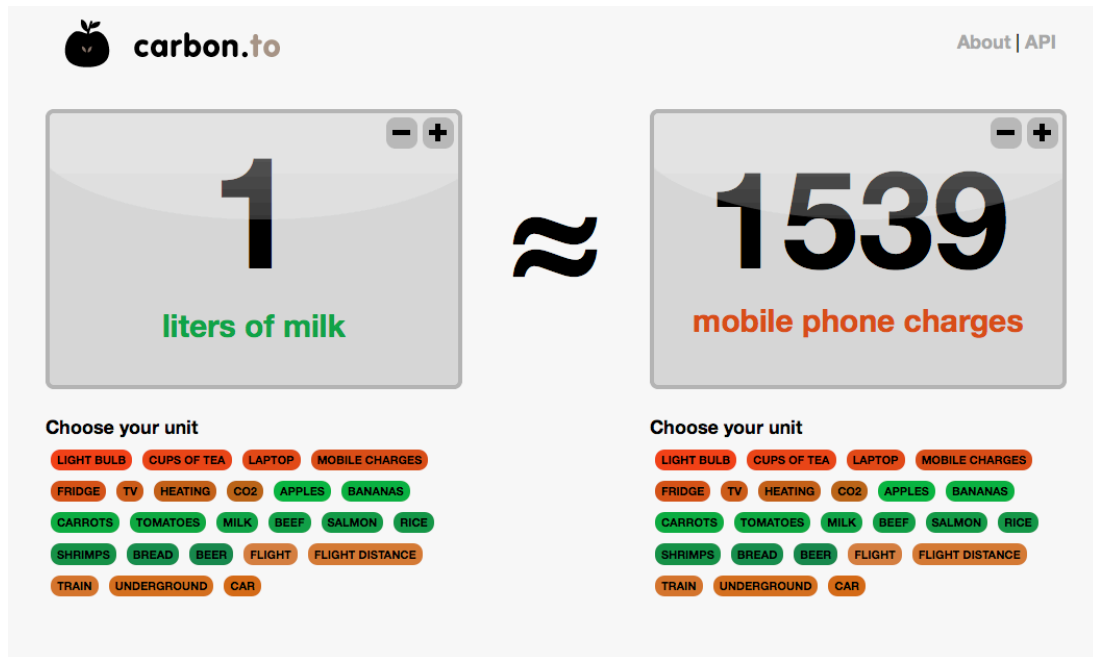 carbon.to
About | API
− +
1
liters of milk
≈
− +
1539
mobile phone charges
Choose your unit
LIGHT BULB CUPS OF TEA LAPTOP MOBILE CHARGES
FRIDGE TV HEATING CO2 APPLES BANANAS
CARROTS TOMATOES MILK BEEF SALMON RICE
SHRIMPS BREAD BEER FLIGHT FLIGHT DISTANCE
TRAIN UNDERGROUND CAR
Choose your unit
LIGHT BULB CUPS OF TEA LAPTOP MOBILE CHARGES
FRIDGE TV HEATING CO2 APPLES BANANAS
CARROTS TOMATOES MILK BEEF SALMON RICE
SHRIMPS BREAD BEER FLIGHT FLIGHT DISTANCE
TRAIN UNDERGROUND CAR